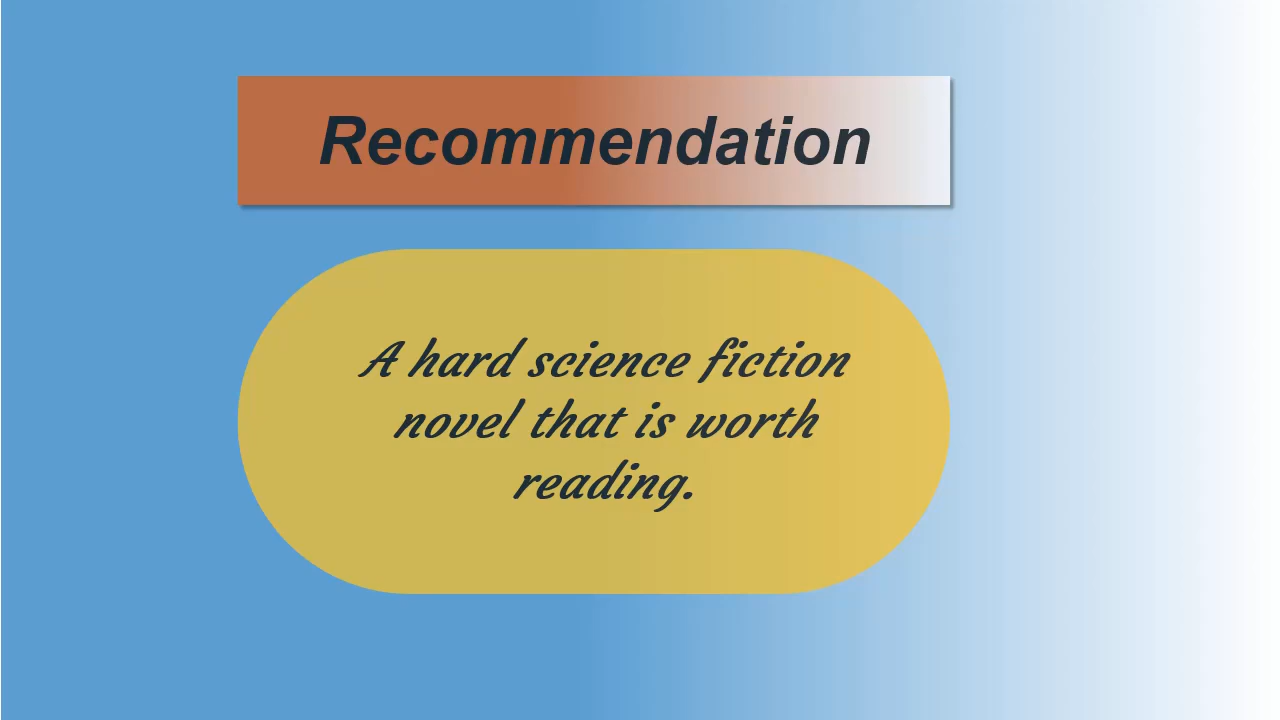 Recommendation
A hard science fiction
novel that is worth
reading.